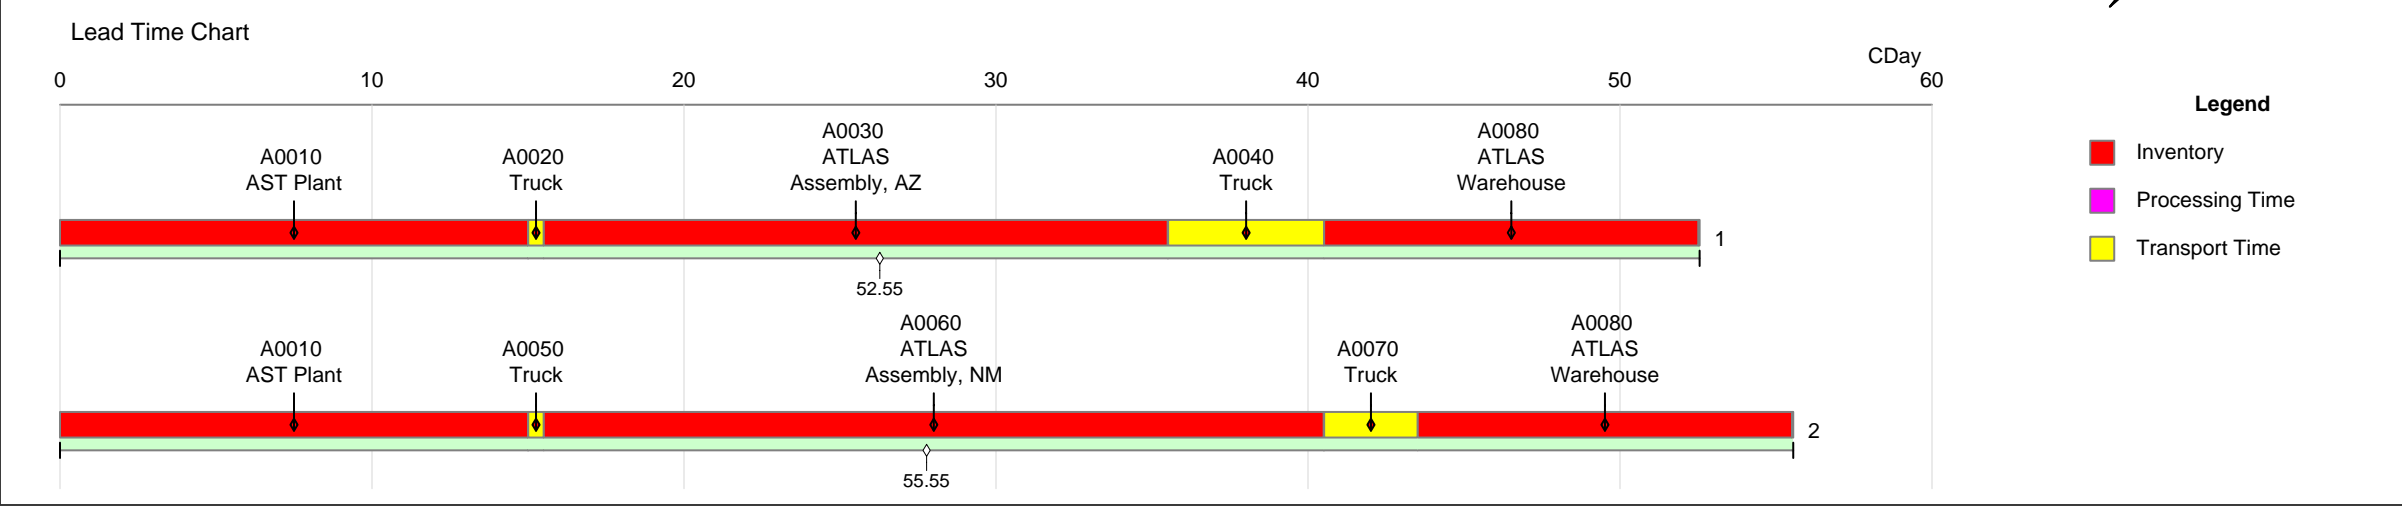 Lead Time Chart
CDay
0 10 20 30 40 50 60
A0010
AST Plant
A0020
Truck
A0030
ATLAS
Assembly, AZ
A0040
Truck
A0080
ATLAS
Warehouse
1
52.55
A0010
AST Plant
A0050
Truck
A0060
ATLAS
Assembly, NM
A0070
Truck
A0080
ATLAS
Warehouse
2
55.55
Legend
Inventory
Processing Time
Transport Time